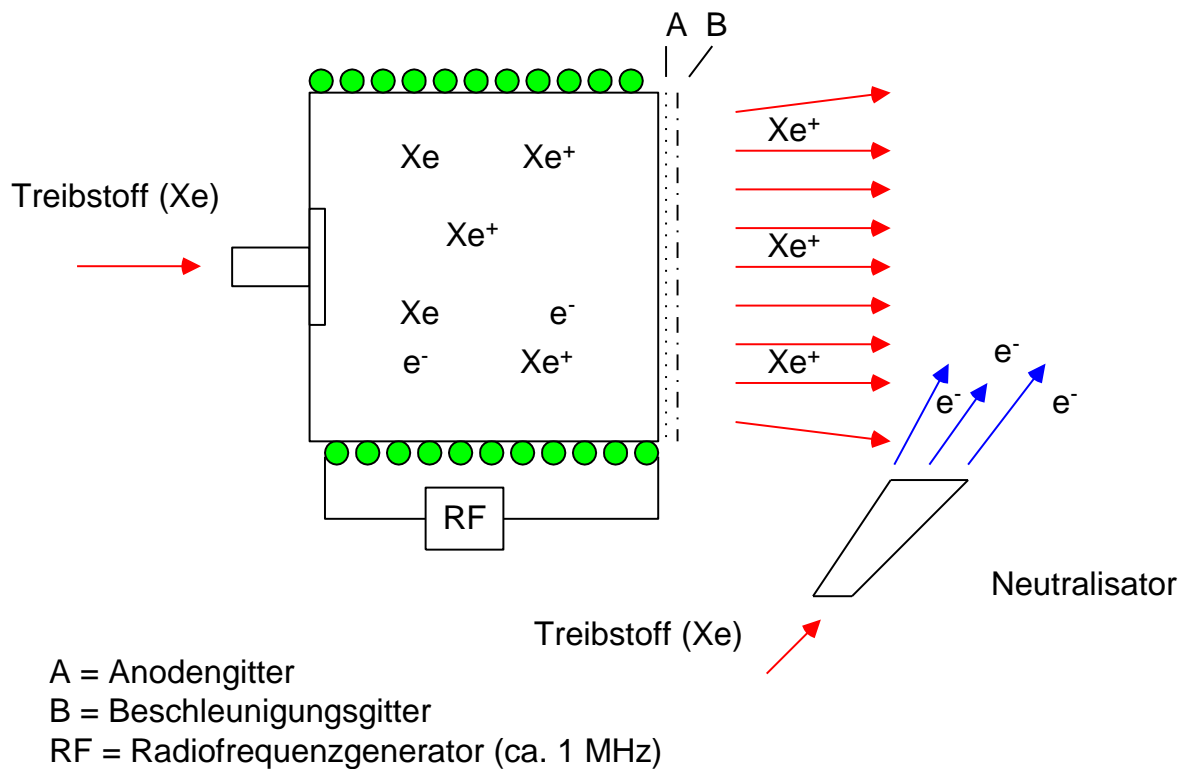 A B
Xe⁺
Xe Xe⁺
Treibstoff (Xe)
Xe⁺
Xe⁺
Xe e⁻
e⁻ Xe⁺
Xe⁺
e⁻
e⁻
e⁻
RF
Neutralisator
Treibstoff (Xe)
A = Anodengitter
B = Beschleunigungsgitter
RF = Radiofrequenzgenerator (ca. 1 MHz)